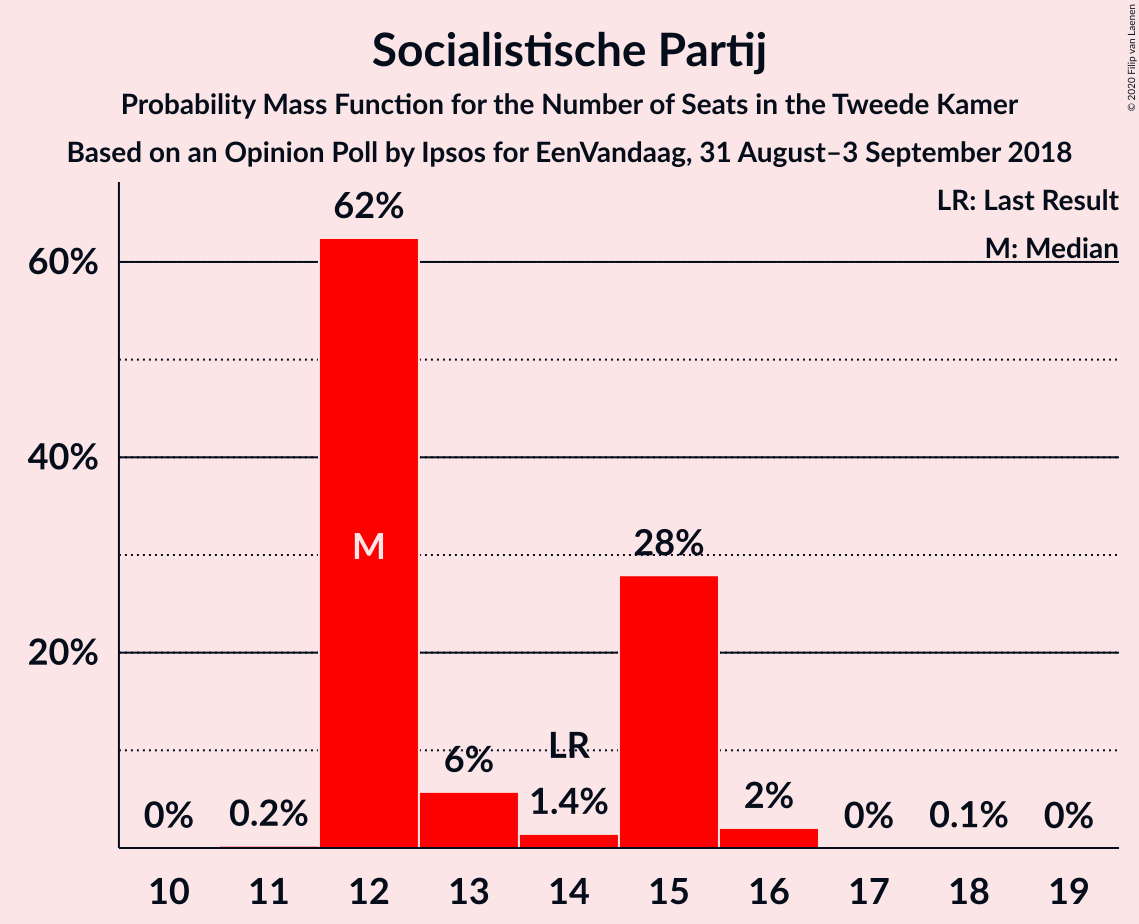 Socialistische Partij
Probability Mass Function for the Number of Seats in the Tweede Kamer
Based on an Opinion Poll by Ipsos for EenVandaag, 31 August–3 September 2018
© 2020 Filip van Laenen
LR: Last Result
M: Median
62%
60%
40%
M
28%
20%
LR
6%
1.4%
2%
0%
0.2%
0%
0.1%
0%
10 11 12 13 14 15 16 17 18 19